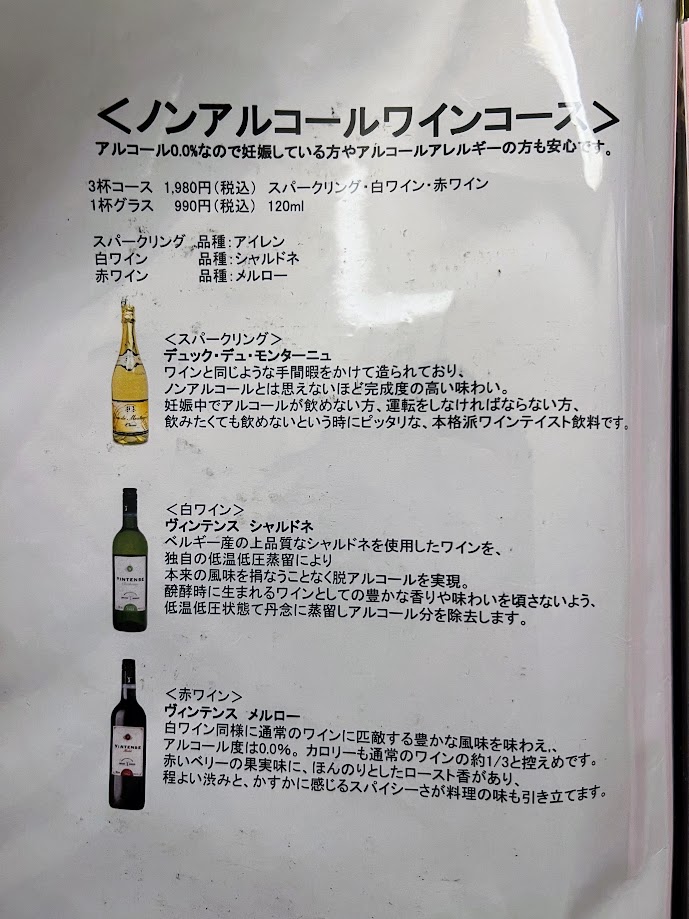 ＜ノンアルコールワインコース＞
アルコール0.0%なので妊娠している方やアルコールアレルギーの方も安心です。
3杯コース 1,980円(税込) スパークリング・白ワイン・赤ワイン
1杯グラス 990円(税込) 120ml
スパークリング 品種:アイレン
白ワイン 品種:シャルドネ
赤ワイン 品種:メルロー
＜スパークリング＞
デュック・デュ・モンターニュ
ワインと同じような手間暇をかけて造られており、
ノンアルコールとは思えないほど完成度の高い味わい。
妊娠中でアルコールが飲めない方、運転をしなければならない方、
飲みたくても飲めないという時にピッタリな、本格派ワインテイスト飲料です。
＜白ワイン＞
ヴィンテンス シャルドネ
ベルギー産の上品質なシャルドネを使用したワインを、
独自の低温低圧蒸留により
本来の風味を損なうことなく脱アルコールを実現。
醗酵時に生まれるワインとしての豊かな香りや味わいを頃さないよう、
低温低圧状態て丹念に蒸留しアルコール分を除去します。
VINTENSE
＜赤ワイン＞
ヴィンテンス メルロー
白ワイン同様に通常のワインに匹敵する豊かな風味を味わえ、、
アルコール度は0.0%。カロリーも通常のワインの約1/3と控えめです。
赤いベリーの果実味に、ほんのりとしたロースト香があり、
程よい渋みと、かすかに感じるスパイシーさが料理の味も引き立てます。
VINTENSE